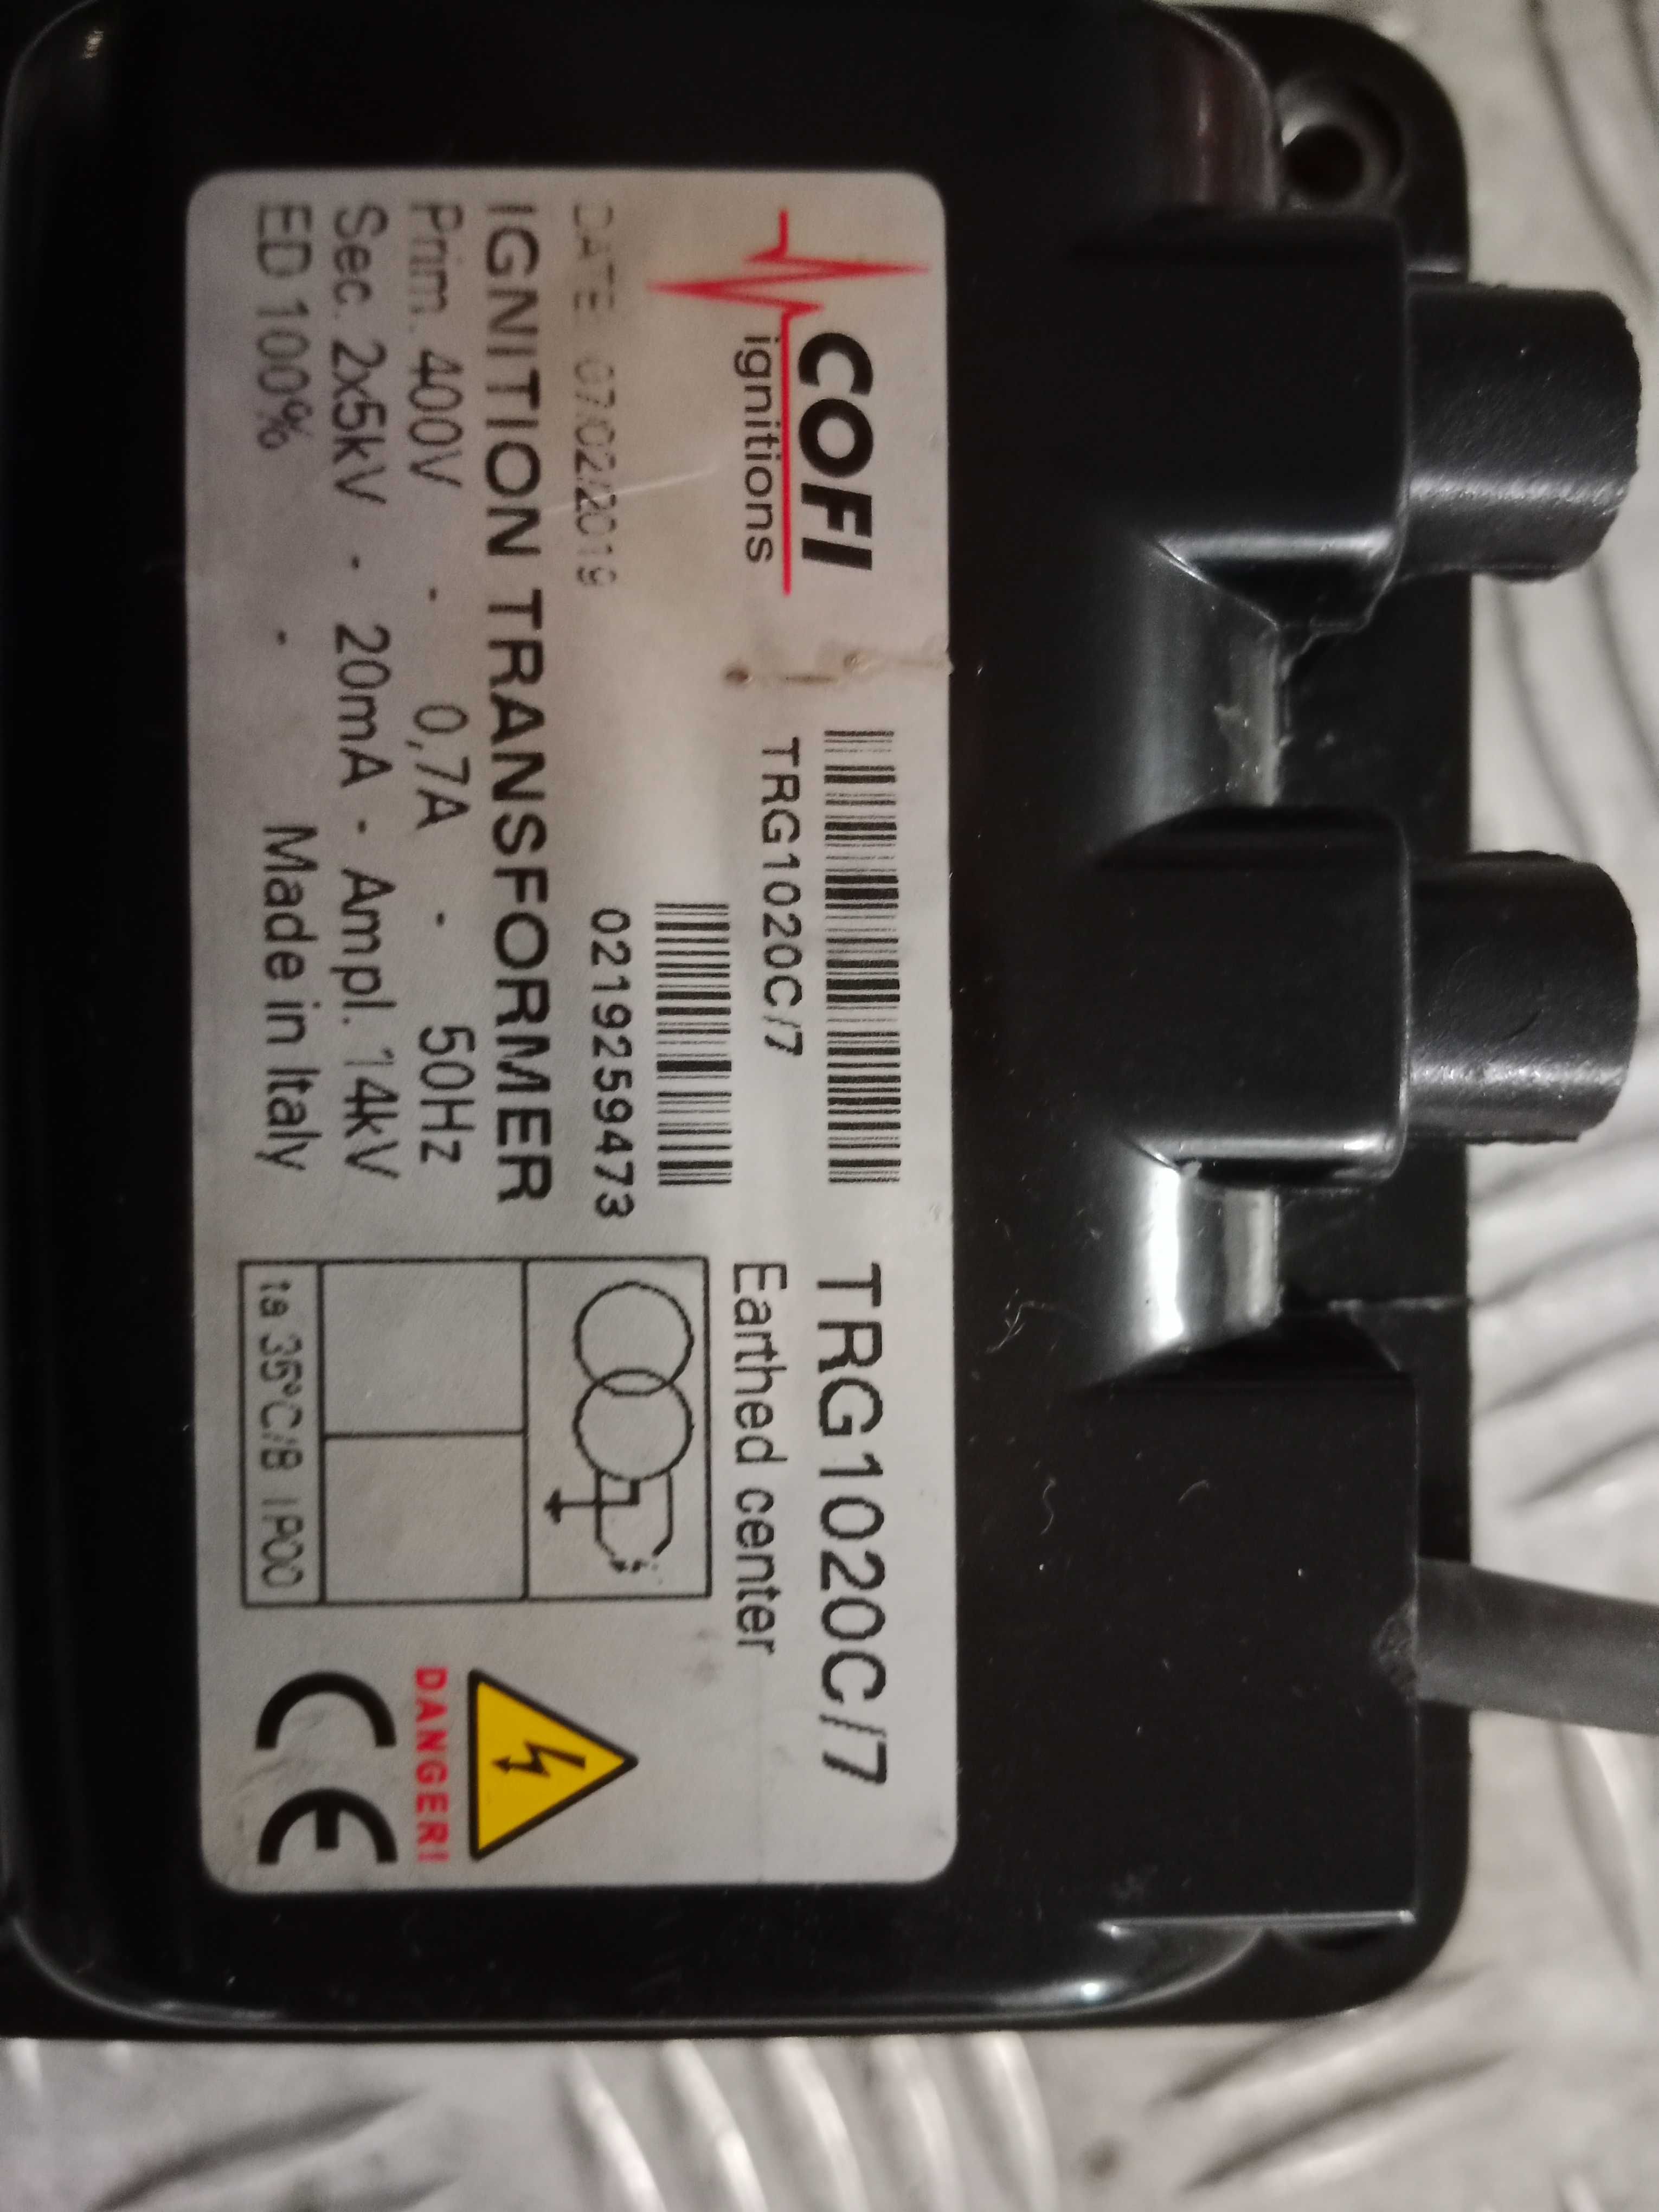 COFI
ignitions
TRG1020C/7
TRG1020C/7
Earthed center
DATE 07/02/2019
0219259473
IGNITION TRANSFORMER
Prim. 400V - 0,7A - 50Hz
Sec. 2x5kV - 20mA - Ampl. 14kV
ED 100% - Made in Italy
ta 35°C/B IP00
DANGER!
CE